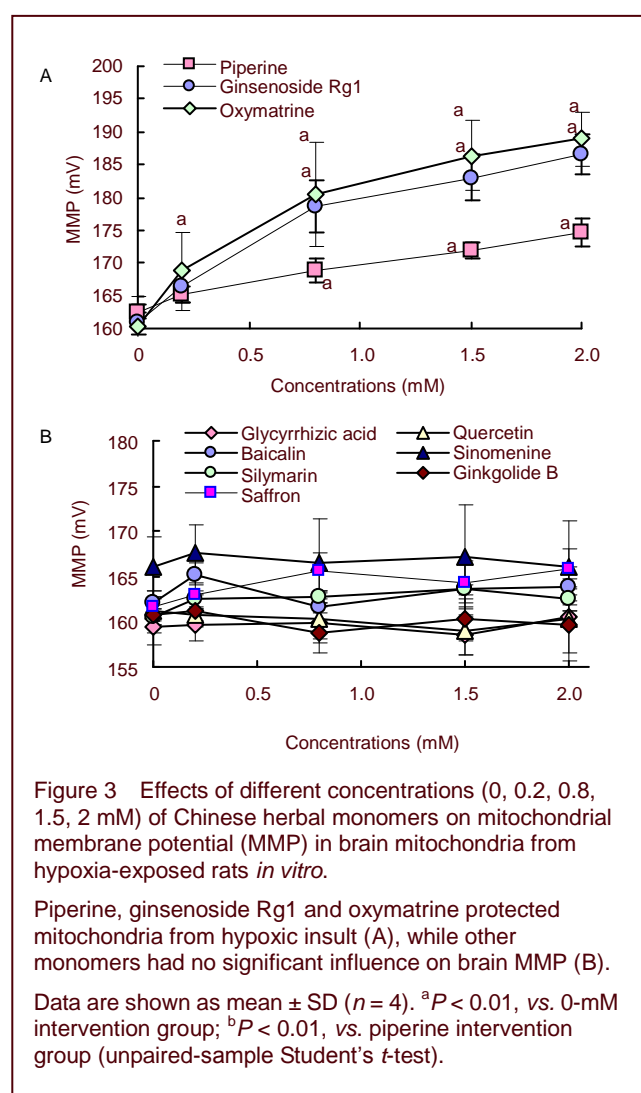 A
200
195
190
185
180
175
170
165
160
MMP (mV)
Piperine
Ginsenoside Rg1
Oxymatrine
a
a
a
a
a
a
a
a
a
a
0 0.5 1.0 1.5 2.0
Concentrations (mM)
B
180
175
170
165
160
155
MMP (mV)
Glycyrrhizic acid Quercetin
Baicalin Sinomenine
Silymarin Ginkgolide B
Saffron
0 0.5 1.0 1.5 2.0
Concentrations (mM)
Figure 3 Effects of different concentrations (0, 0.2, 0.8,
1.5, 2 mM) of Chinese herbal monomers on mitochondrial
membrane potential (MMP) in brain mitochondria from
hypoxia-exposed rats in vitro.
Piperine, ginsenoside Rg1 and oxymatrine protected
mitochondria from hypoxic insult (A), while other
monomers had no significant influence on brain MMP (B).
Data are shown as mean ± SD (n = 4). aP < 0.01, vs. 0-mM
intervention group; bP < 0.01, vs. piperine intervention
group (unpaired-sample Student's t-test).